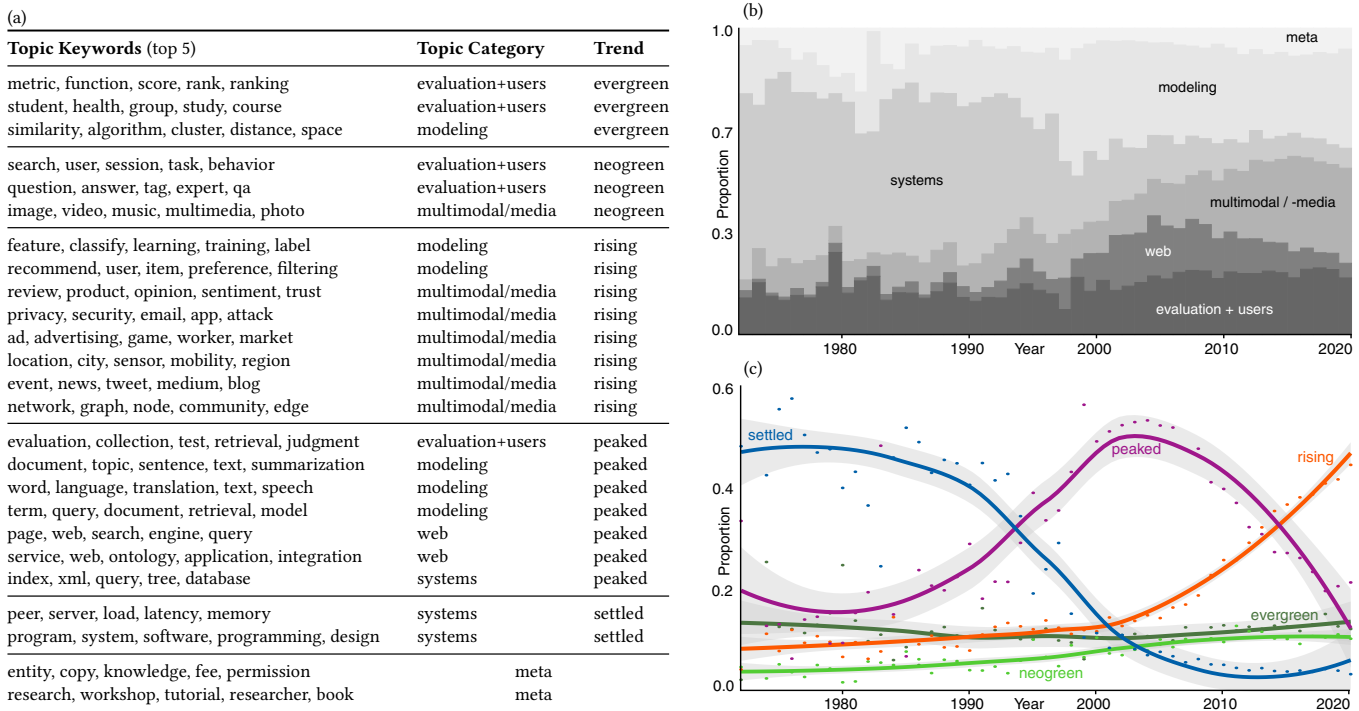 (a)
Topic Keywords (top 5) Topic Category Trend
metric, function, score, rank, ranking evaluation+users evergreen
student, health, group, study, course evaluation+users evergreen
similarity, algorithm, cluster, distance, space modeling evergreen
search, user, session, task, behavior evaluation+users neogreen
question, answer, tag, expert, qa evaluation+users neogreen
image, video, music, multimedia, photo multimodal/media neogreen
feature, classify, learning, training, label modeling rising
recommend, user, item, preference, filtering modeling rising
review, product, opinion, sentiment, trust multimodal/media rising
privacy, security, email, app, attack multimodal/media rising
ad, advertising, game, worker, market multimodal/media rising
location, city, sensor, mobility, region multimodal/media rising
event, news, tweet, medium, blog multimodal/media rising
network, graph, node, community, edge multimodal/media rising
evaluation, collection, test, retrieval, judgment evaluation+users peaked
document, topic, sentence, text, summarization modeling peaked
word, language, translation, text, speech modeling peaked
term, query, document, retrieval, model modeling peaked
page, web, search, engine, query web peaked
service, web, ontology, application, integration web peaked
index, xml, query, tree, database systems peaked
peer, server, load, latency, memory systems settled
program, system, software, programming, design systems settled
entity, copy, knowledge, fee, permission meta
research, workshop, tutorial, researcher, book meta
(b)
1.0
meta
modeling
0.7
Proportion
systems
multimodal / -media
0.3
web
evaluation + users
0.0
1980 1990 Year 2000 2010 2020
(c)
0.6
settled
peaked
rising
0.4
Proportion
0.2
evergreen
neogreen
0.0
1980 1990 Year 2000 2010 2020